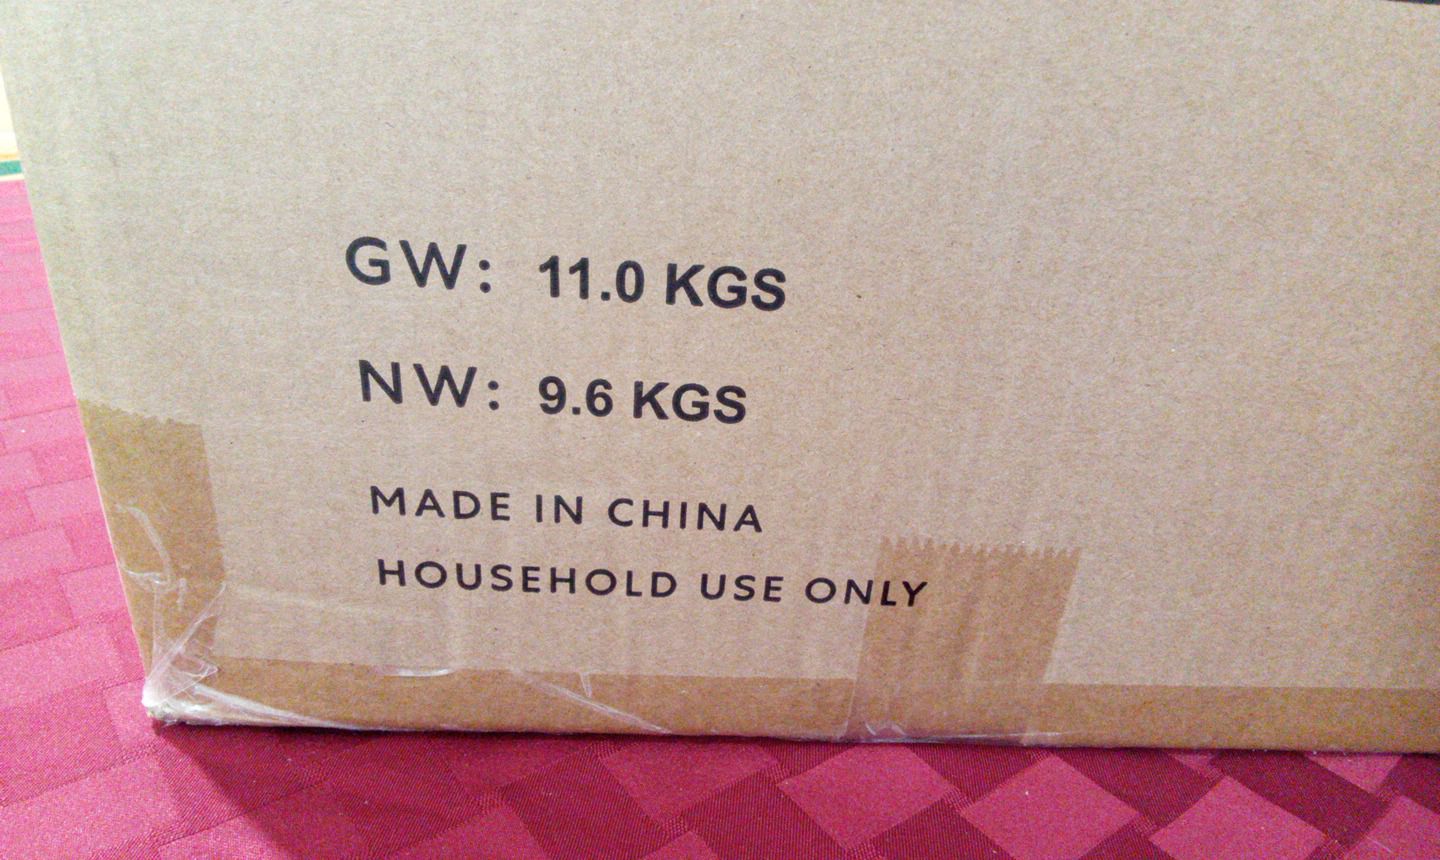 GW: 11.0 KGS
NW: 9.6 KGS
MADE IN CHINA
HOUSEHOLD USE ONLY